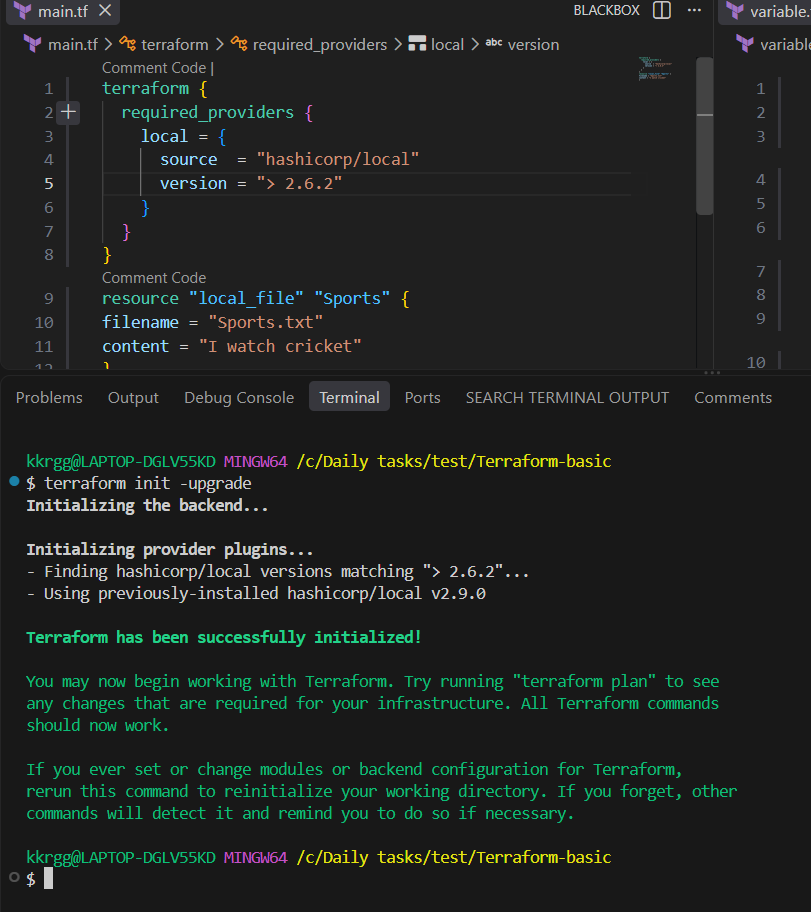 main.tf
BLACKBOX
variable.
main.tf > terraform > required_providers > local > abc version
variable
Comment Code |
1 terraform {
2 required_providers {
3 local = {
4 source = "hashicorp/local"
5 version = "> 2.6.2"
6 }
7 }
8 }
Comment Code
9 resource "local_file" "Sports" {
10 filename = "Sports.txt"
11 content = "I watch cricket"
12 }
1
2
3
4
5
6
7
8
9
10
Problems Output Debug Console Terminal Ports SEARCH TERMINAL OUTPUT Comments
kkrgg@LAPTOP-DGLV55KD MINGW64 /c/Daily tasks/test/Terraform-basic
$ terraform init -upgrade
Initializing the backend...
Initializing provider plugins...
- Finding hashicorp/local versions matching "> 2.6.2"...
- Using previously-installed hashicorp/local v2.9.0
Terraform has been successfully initialized!
You may now begin working with Terraform. Try running "terraform plan" to see
any changes that are required for your infrastructure. All Terraform commands
should now work.
If you ever set or change modules or backend configuration for Terraform,
rerun this command to reinitialize your working directory. If you forget, other
commands will detect it and remind you to do so if necessary.
kkrgg@LAPTOP-DGLV55KD MINGW64 /c/Daily tasks/test/Terraform-basic
$